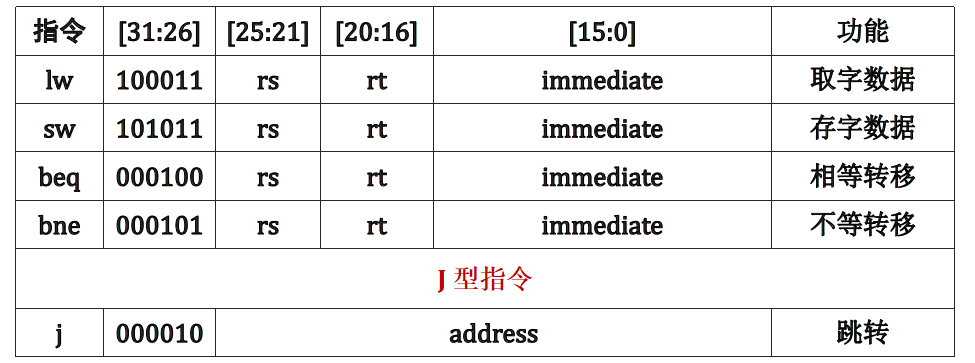 指令 [31:26] [25:21] [20:16] [15:0] 功能
lw 100011 rs rt immediate 取字数据
sw 101011 rs rt immediate 存字数据
beq 000100 rs rt immediate 相等转移
bne 000101 rs rt immediate 不等转移
J 型指令
j 000010 address 跳转